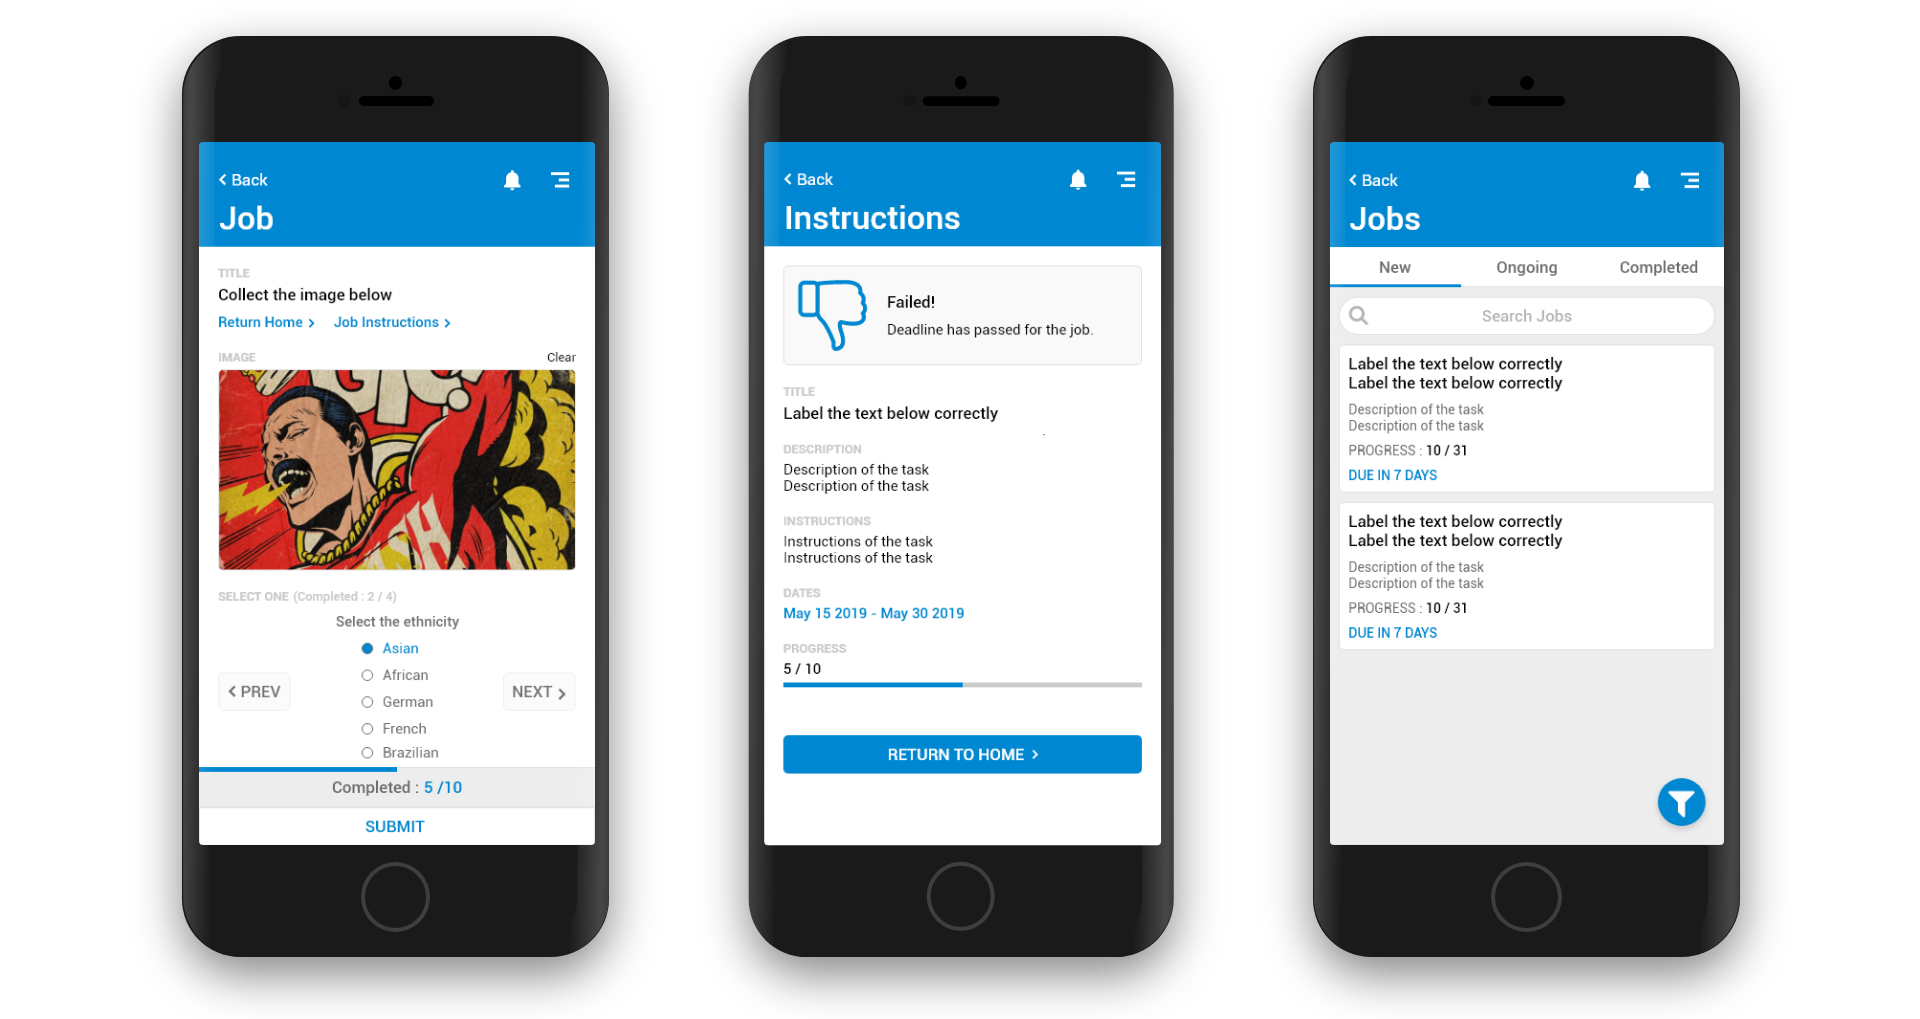 Back
Job
TITLE
Collect the image below
Return Home
Job Instructions
IMAGE
Clear
SELECT ONE (Completed : 2 / 4)
Select the ethnicity
Asian
African
German
French
Brazilian
PREV
NEXT
Completed : 5 /10
SUBMIT
Back
Instructions
Failed!
Deadline has passed for the job.
TITLE
Label the text below correctly
DESCRIPTION
Description of the task
Description of the task
INSTRUCTIONS
Instructions of the task
Instructions of the task
DATES
May 15 2019 - May 30 2019
PROGRESS
5 / 10
RETURN TO HOME
Back
Jobs
New
Ongoing
Completed
Search Jobs
Label the text below correctly
Label the text below correctly
Description of the task
Description of the task
PROGRESS : 10 / 31
DUE IN 7 DAYS
Label the text below correctly
Label the text below correctly
Description of the task
Description of the task
PROGRESS : 10 / 31
DUE IN 7 DAYS